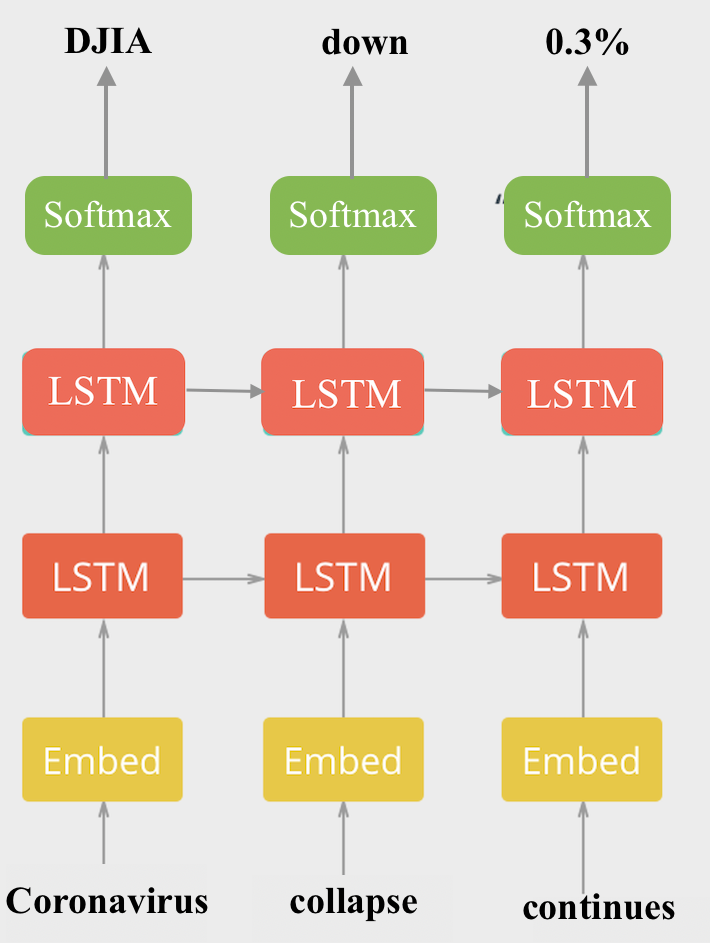 DJIA down 0.3%
Softmax Softmax “ Softmax
LSTM LSTM LSTM
LSTM LSTM LSTM
Embed Embed Embed
Coronavirus collapse continues